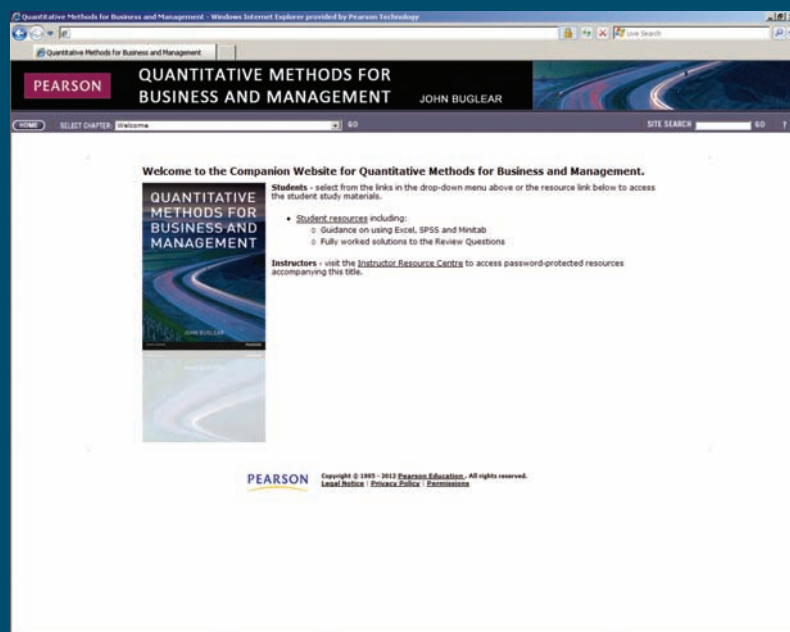 Quantitative Methods for Business and Management - Windows Internet Explorer provided by Pearson Technology
Live Search
Quantitative Methods for Business and Management
PEARSON
QUANTITATIVE METHODS FOR
BUSINESS AND MANAGEMENT
JOHN BUGLEAR
HOME
SELECT CHAPTER: Welcome
GO
SITE SEARCH
GO
?
Welcome to the Companion Website for Quantitative Methods for Business and Management.
QUANTITATIVE
METHODS FOR
BUSINESS AND
MANAGEMENT
JOHN BUGLEAR
PEARSON
Students - select from the links in the drop-down menu above or the resource link below to access
the student study materials.
Student resources including:
Guidance on using Excel, SPSS and Minitab
Fully worked solutions to the Review Questions
Instructors - visit the Instructor Resource Centre to access password-protected resources
accompanying this title.
PEARSON
Copyright © 1995 - 2012 Pearson Education . All rights reserved.
Legal Notice | Privacy Policy | Permissions